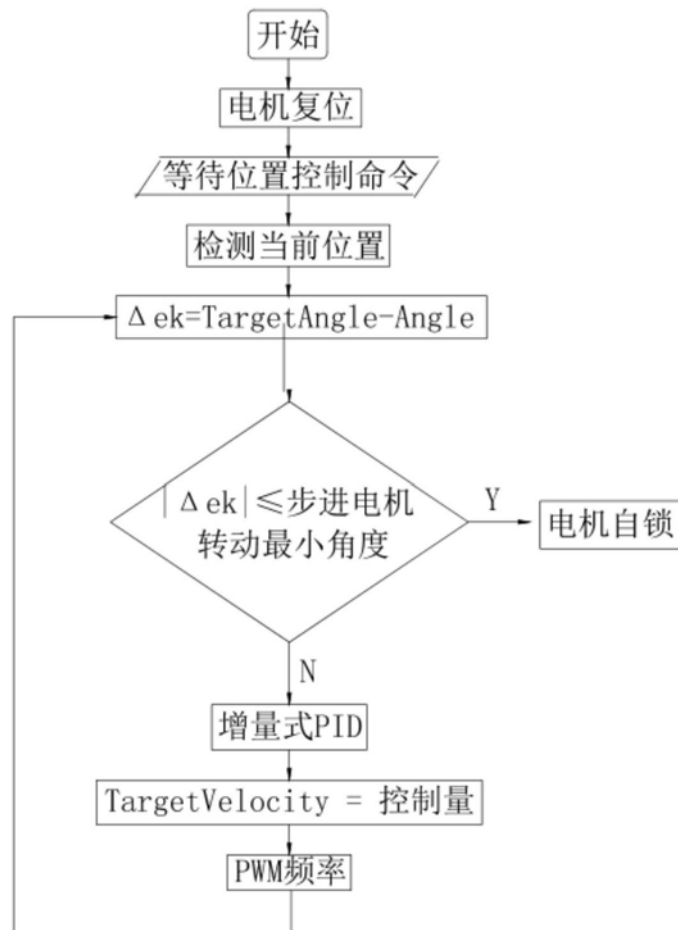 开始
电机复位
等待位置控制命令
检测当前位置
Δek=TargetAngle-Angle
|Δek|≤步进电机
转动最小角度
Y
电机自锁
N
增量式PID
TargetVelocity = 控制量
PWM频率